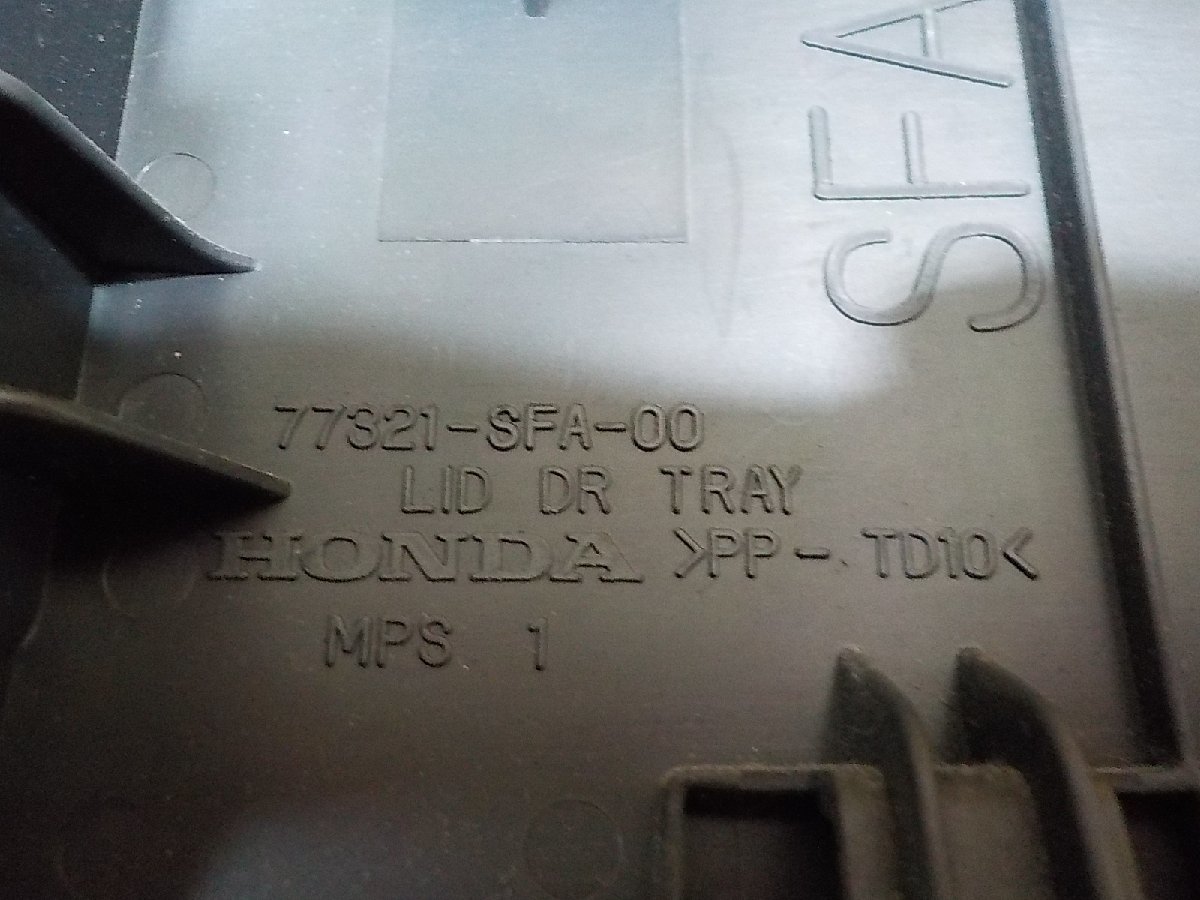 SFA
77321-SFA-00
LID DR TRAY
HONDA >PP-TD10<
MPS 1